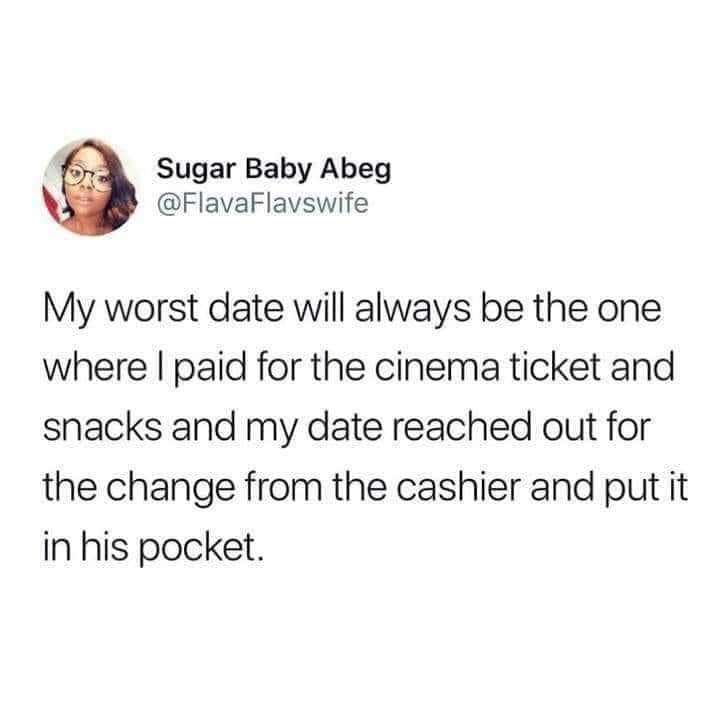 Sugar Baby Abeg
@FlavaFlavswife
My worst date will always be the one
where I paid for the cinema ticket and
snacks and my date reached out for
the change from the cashier and put it
in his pocket.